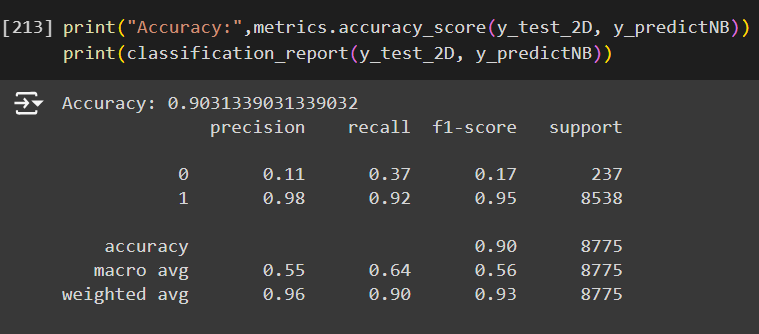 [213] print("Accuracy:",metrics.accuracy_score(y_test_2D, y_predictNB))
print(classification_report(y_test_2D, y_predictNB))
Accuracy: 0.9031339031339032
precision recall f1-score support
0 0.11 0.37 0.17 237
1 0.98 0.92 0.95 8538
accuracy 0.90 8775
macro avg 0.55 0.64 0.56 8775
weighted avg 0.96 0.90 0.93 8775